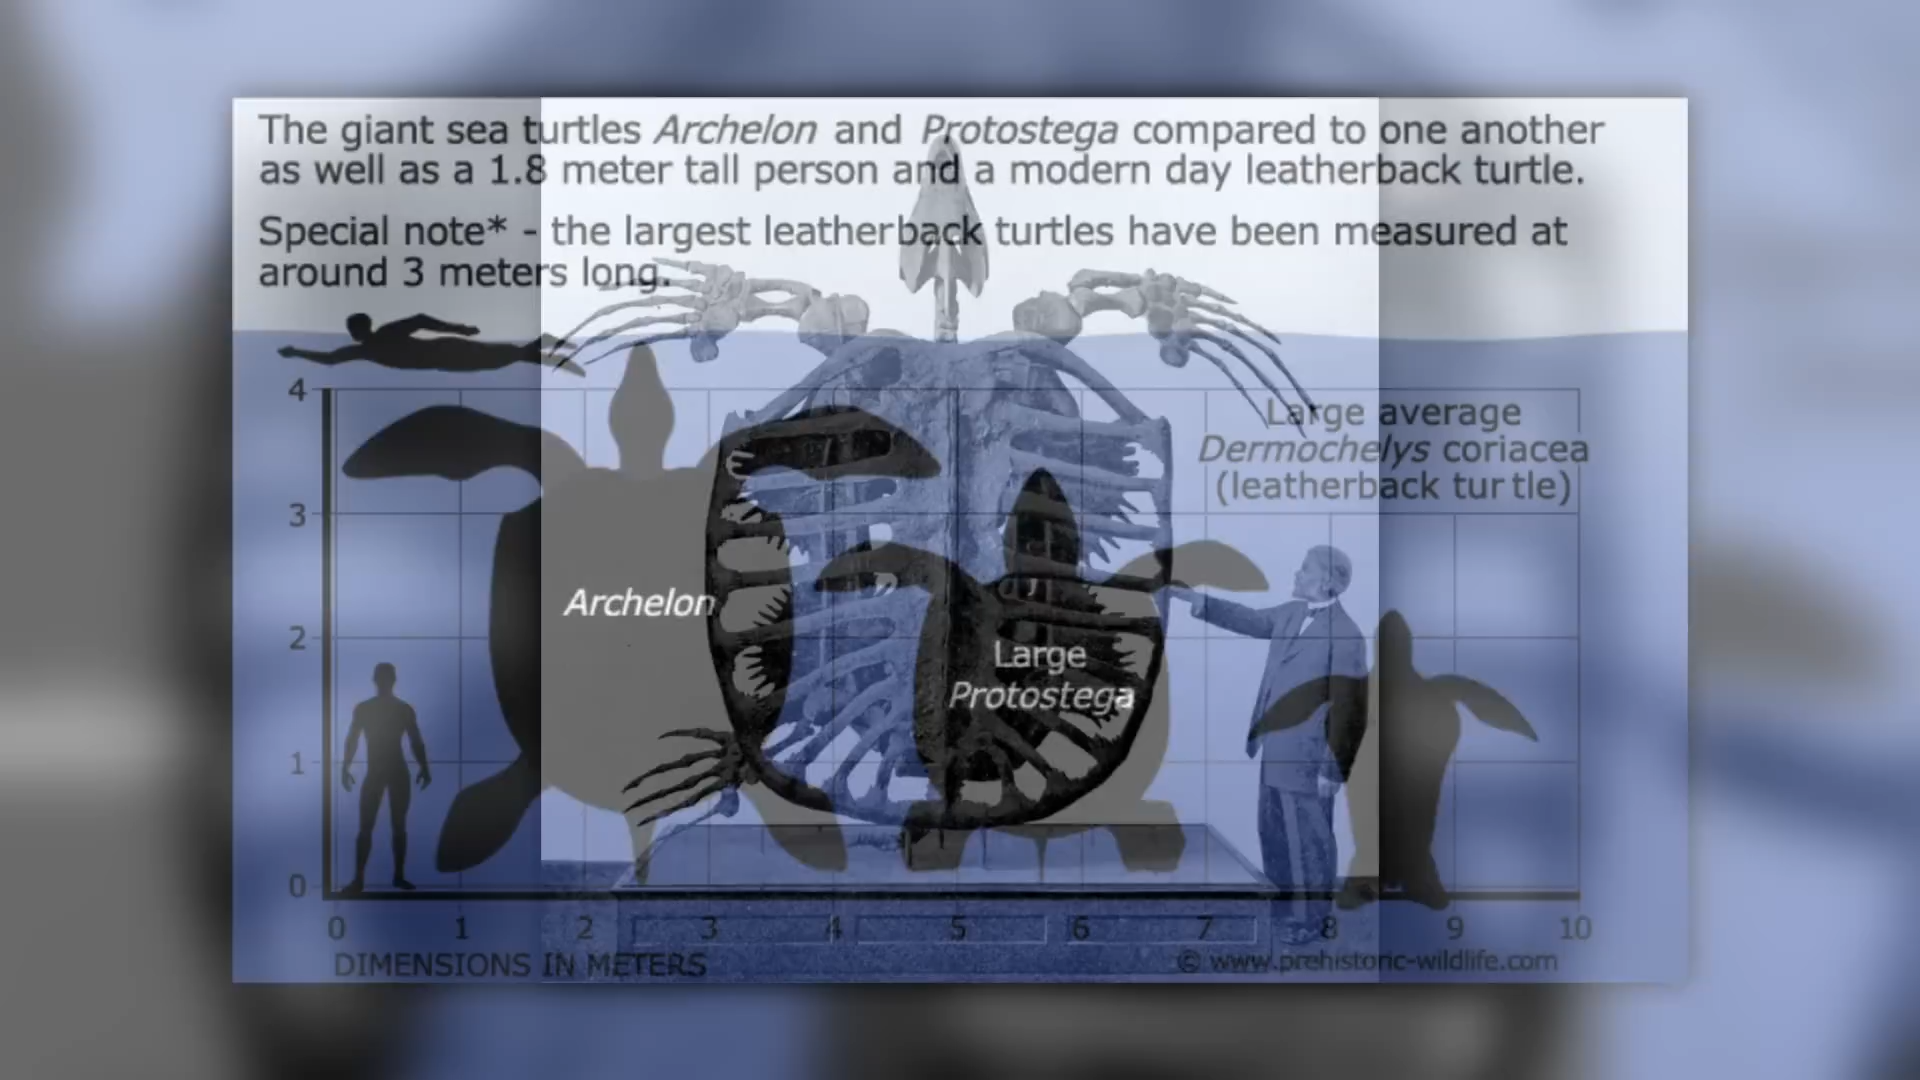 The giant sea turtles Archelon and Protostega compared to one another
as well as a 1.8 meter tall person and a modern day leatherback turtle.
Special note* - the largest leatherback turtles have been measured at
around 3 meters long.
4
Large average
Dermochelys coriacea
(leatherback turtle)
3
Archelon
2
Large
Protostega
1
0
0 1 2 3 4 5 6 7 8 9 10
DIMENSIONS IN METERS
© www.prehistoric-wildlife.com